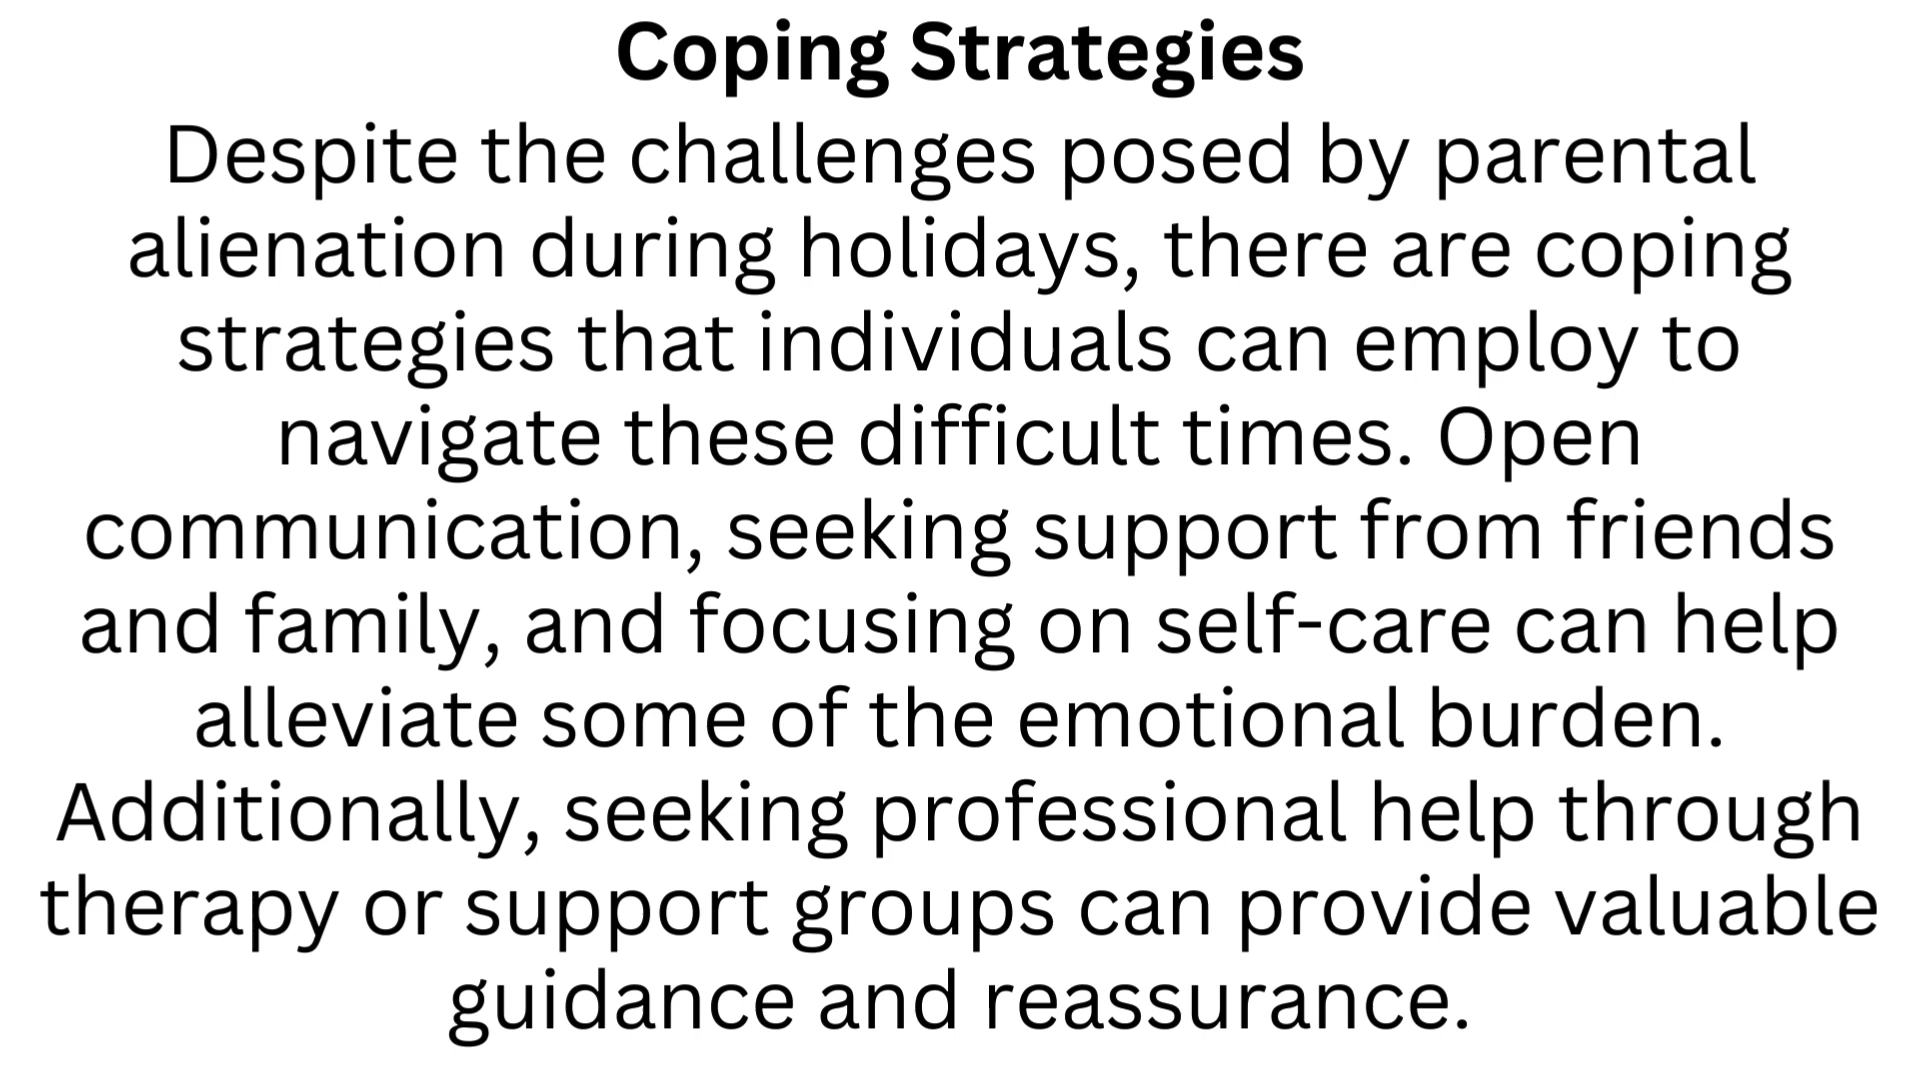 Coping Strategies
Despite the challenges posed by parental
alienation during holidays, there are coping
strategies that individuals can employ to
navigate these difficult times. Open
communication, seeking support from friends
and family, and focusing on self-care can help
alleviate some of the emotional burden.
Additionally, seeking professional help through
therapy or support groups can provide valuable
guidance and reassurance.